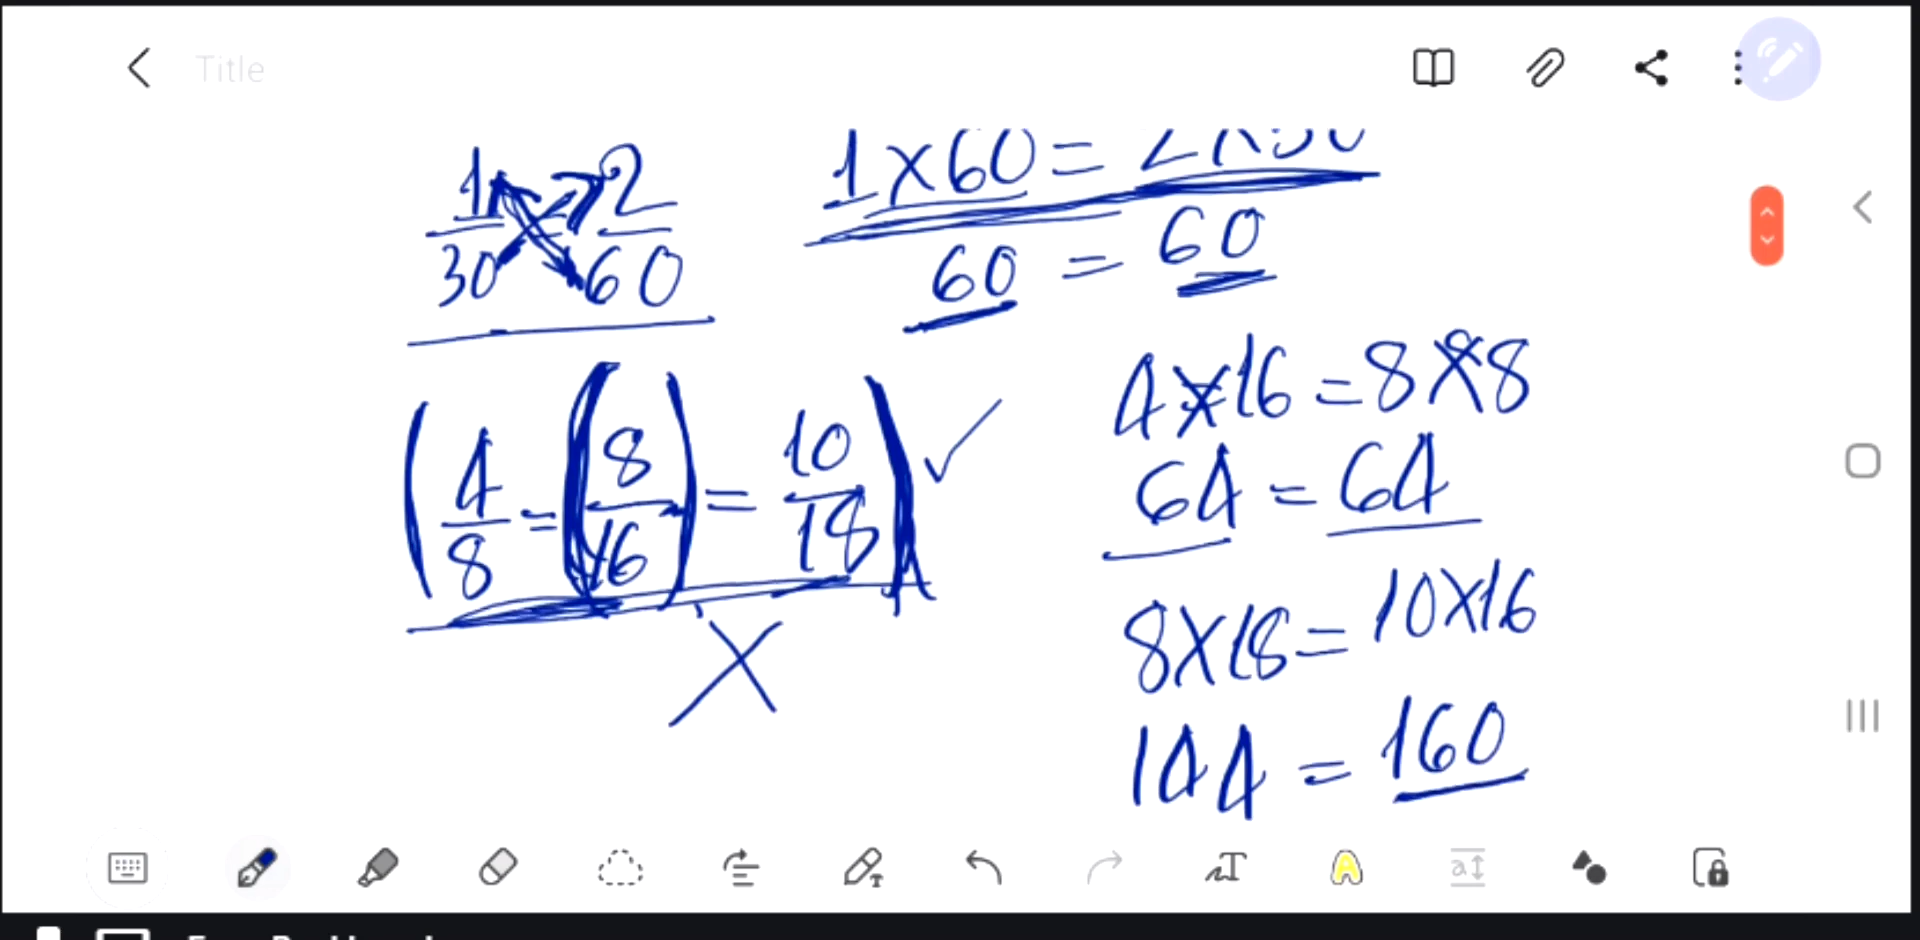 Title
1/30 = 2/60
1x60 = 2x30
60 = 60
(4/8 = (8/16) = 10/18) ✓
X
4x16 = 8x8
64 = 64
8x18 = 10x16
144 = 160